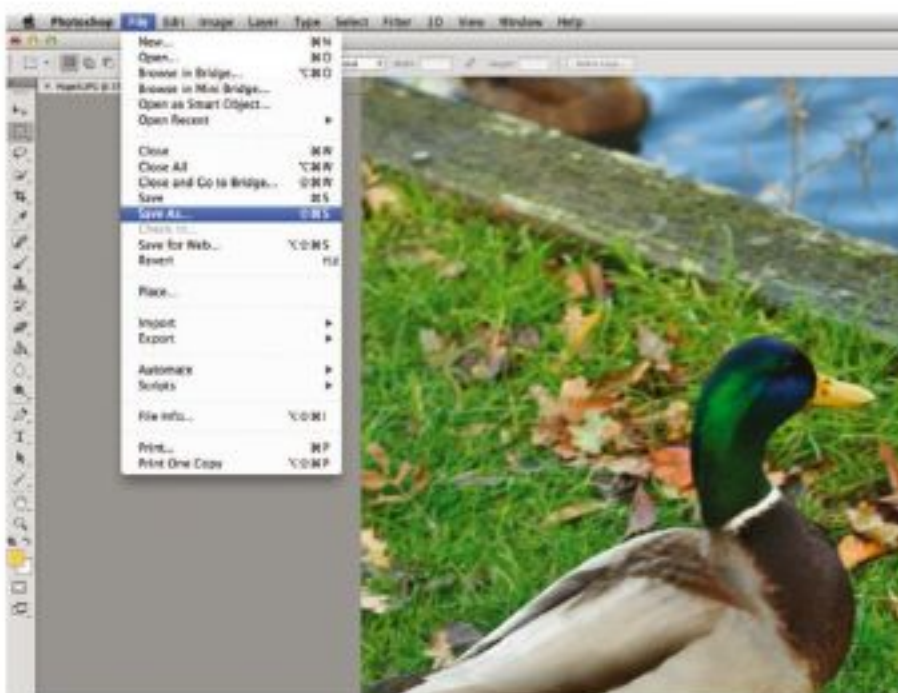 Photoshop File Edit Image Layer Type Select Filter 3D View Window Help
New... ⌘N
Open... ⌘O
Browse in Bridge... ⌥⌘O
Browse in Mini Bridge...
Open as Smart Object...
Open Recent
Close ⌘W
Close All ⌥⌘W
Close and Go to Bridge... ⇧⌘W
Save ⌘S
Save As... ⇧⌘S
Check In...
Save for Web... ⌥⇧⌘S
Revert F12
Place...
Import
Export
Automate
Scripts
File Info... ⌥⇧⌘I
Print... ⌘P
Print One Copy ⌥⇧⌘P